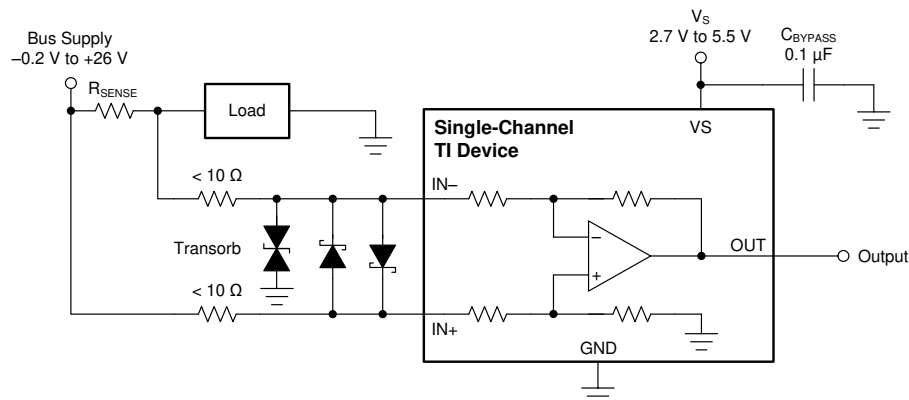 Bus Supply
–0.2 V to +26 V
RSENSE
Load
VS
2.7 V to 5.5 V
CBYPASS
0.1 µF
Single-Channel
TI Device
VS
< 10 Ω
IN–
Transorb
–
+
OUT
Output
< 10 Ω
IN+
GND